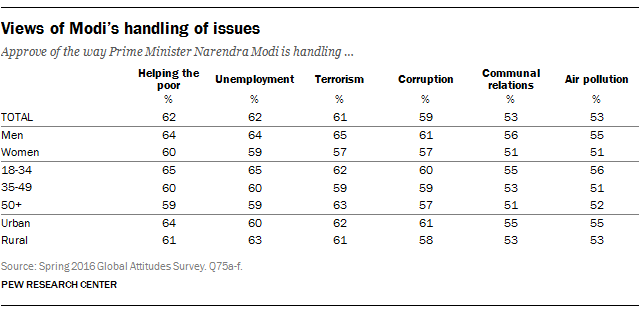 Views of Modi's handling of issues
Approve of the way Prime Minister Narendra Modi is handling ...
Helping the poor Unemployment Terrorism Corruption Communal relations Air pollution
% % % % % %
TOTAL 62 62 61 59 53 53
Men 64 64 65 61 56 55
Women 60 59 57 57 51 51
18-34 65 65 62 60 55 56
35-49 60 60 59 59 53 51
50+ 59 59 63 57 51 52
Urban 64 60 62 61 55 55
Rural 61 63 61 58 53 53
Source: Spring 2016 Global Attitudes Survey. Q75a-f.
PEW RESEARCH CENTER